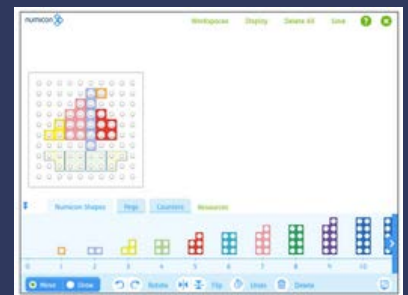 numicon
Workspaces Display Delete All Save
Numicon Shapes Pegs Counters Resources
0 1 2 3 4 5 6 7 8 9 10
Move Draw Rotate Flip Undo Delete